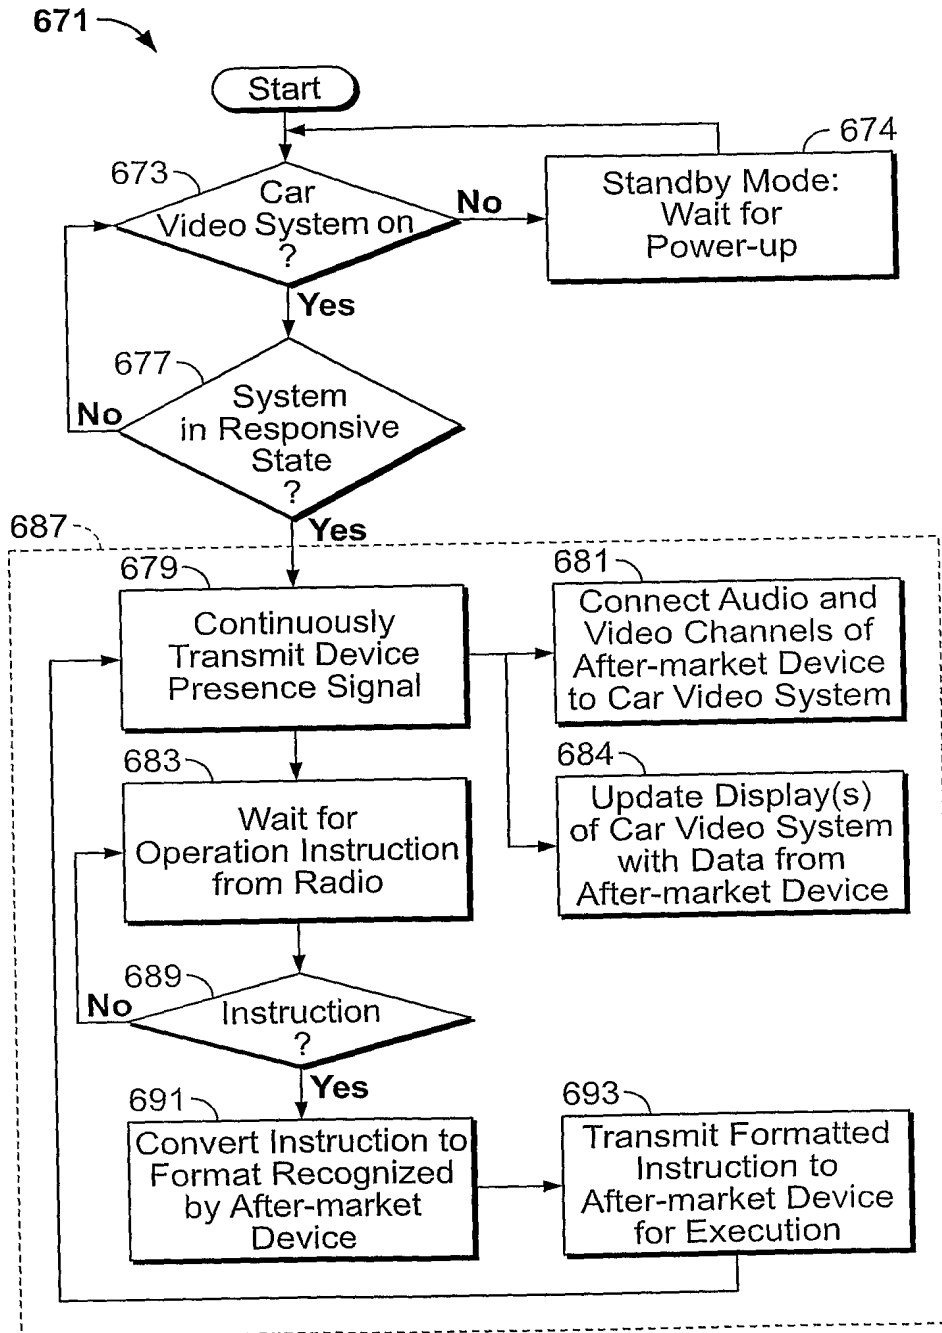 671
Start
674
673
Car
Video System on
?
No
Standby Mode:
Wait for
Power-up
Yes
677
System
in Responsive
State
?
No
Yes
687
679
Continuously
Transmit Device
Presence Signal
681
Connect Audio and
Video Channels of
After-market Device
to Car Video System
683
Wait for
Operation Instruction
from Radio
684
Update Display(s)
of Car Video System
with Data from
After-market Device
689
No
Instruction
?
Yes
691
Convert Instruction to
Format Recognized
by After-market
Device
693
Transmit Formatted
Instruction to
After-market Device
for Execution